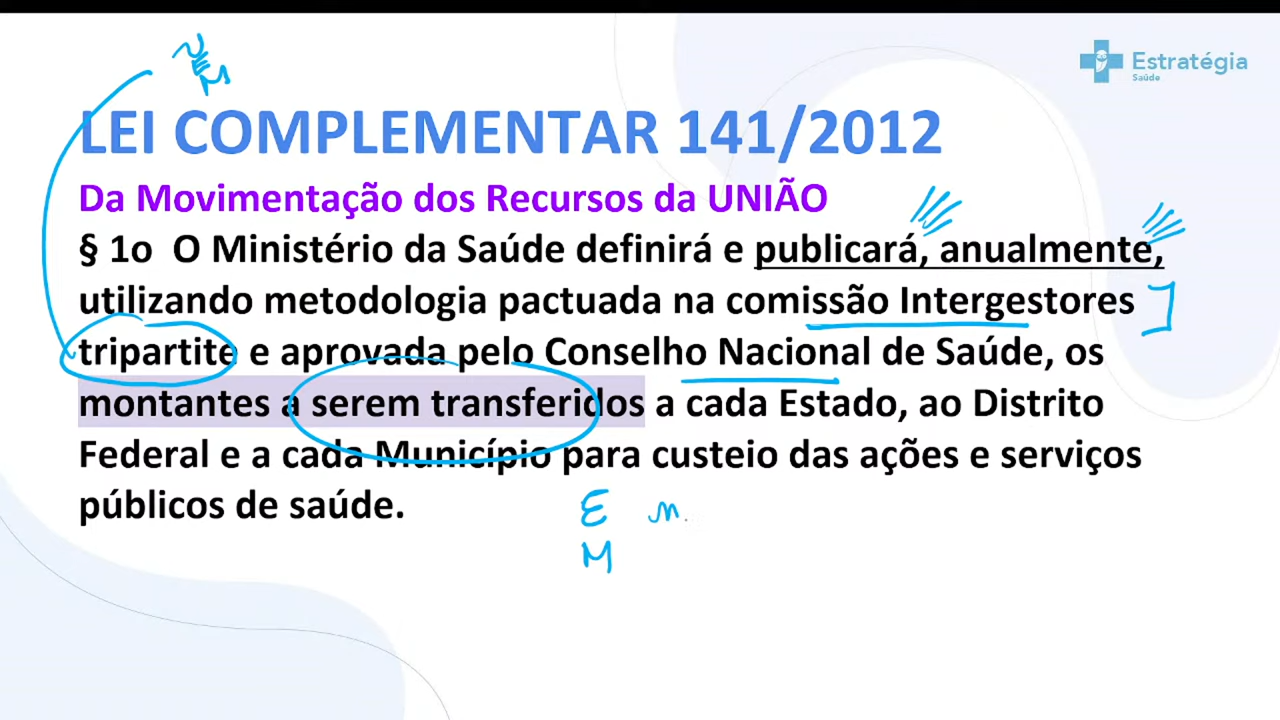 U
E
M
Estratégia
Saúde
LEI COMPLEMENTAR 141/2012
Da Movimentação dos Recursos da UNIÃO
§ 1o O Ministério da Saúde definirá e publicará, anualmente,
utilizando metodologia pactuada na comissão Intergestores
tripartite e aprovada pelo Conselho Nacional de Saúde, os
montantes a serem transferidos a cada Estado, ao Distrito
Federal e a cada Município para custeio das ações e serviços
públicos de saúde.
E m.
M